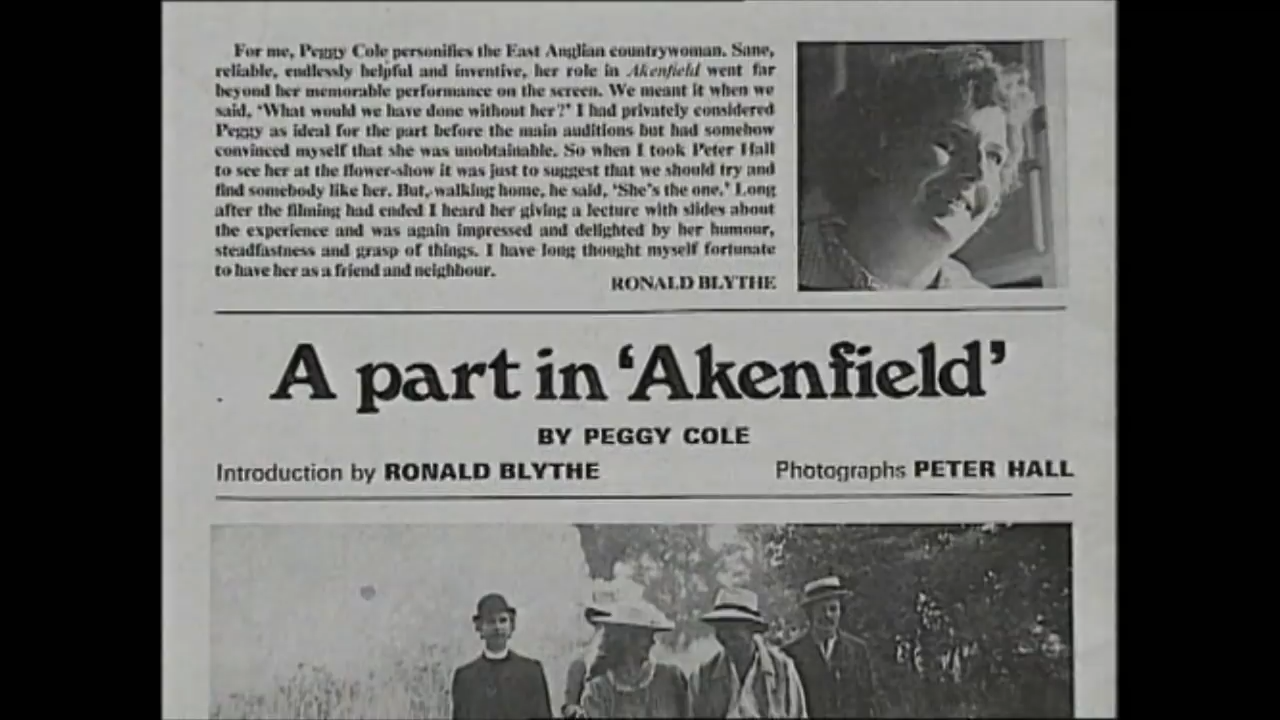 For me, Peggy Cole personifies the East Anglian countrywoman. Sane,
reliable, endlessly helpful and inventive, her role in Akenfield went far
beyond her memorable performance on the screen. We meant it when we
said, ‘What would we have done without her?’ I had privately considered
Peggy as ideal for the part before the main auditions but had somehow
convinced myself that she was unobtainable. So when I took Peter Hall
to see her at the flower-show it was just to suggest that we should try and
find somebody like her. But, walking home, he said, ‘She’s the one.’ Long
after the filming had ended I heard her giving a lecture with slides about
the experience and was again impressed and delighted by her humour,
steadfastness and grasp of things. I have long thought myself fortunate
to have her as a friend and neighbour.
RONALD BLYTHE
A part in ‘Akenfield’
BY PEGGY COLE
Introduction by RONALD BLYTHE
Photographs PETER HALL